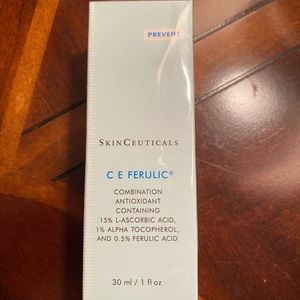 PREVENT
SKINCEUTICALS
C E FERULIC®
COMBINATION
ANTIOXIDANT
CONTAINING
15% L-ASCORBIC ACID,
1% ALPHA TOCOPHEROL,
AND 0.5% FERULIC ACID
30 ml / 1 fl oz